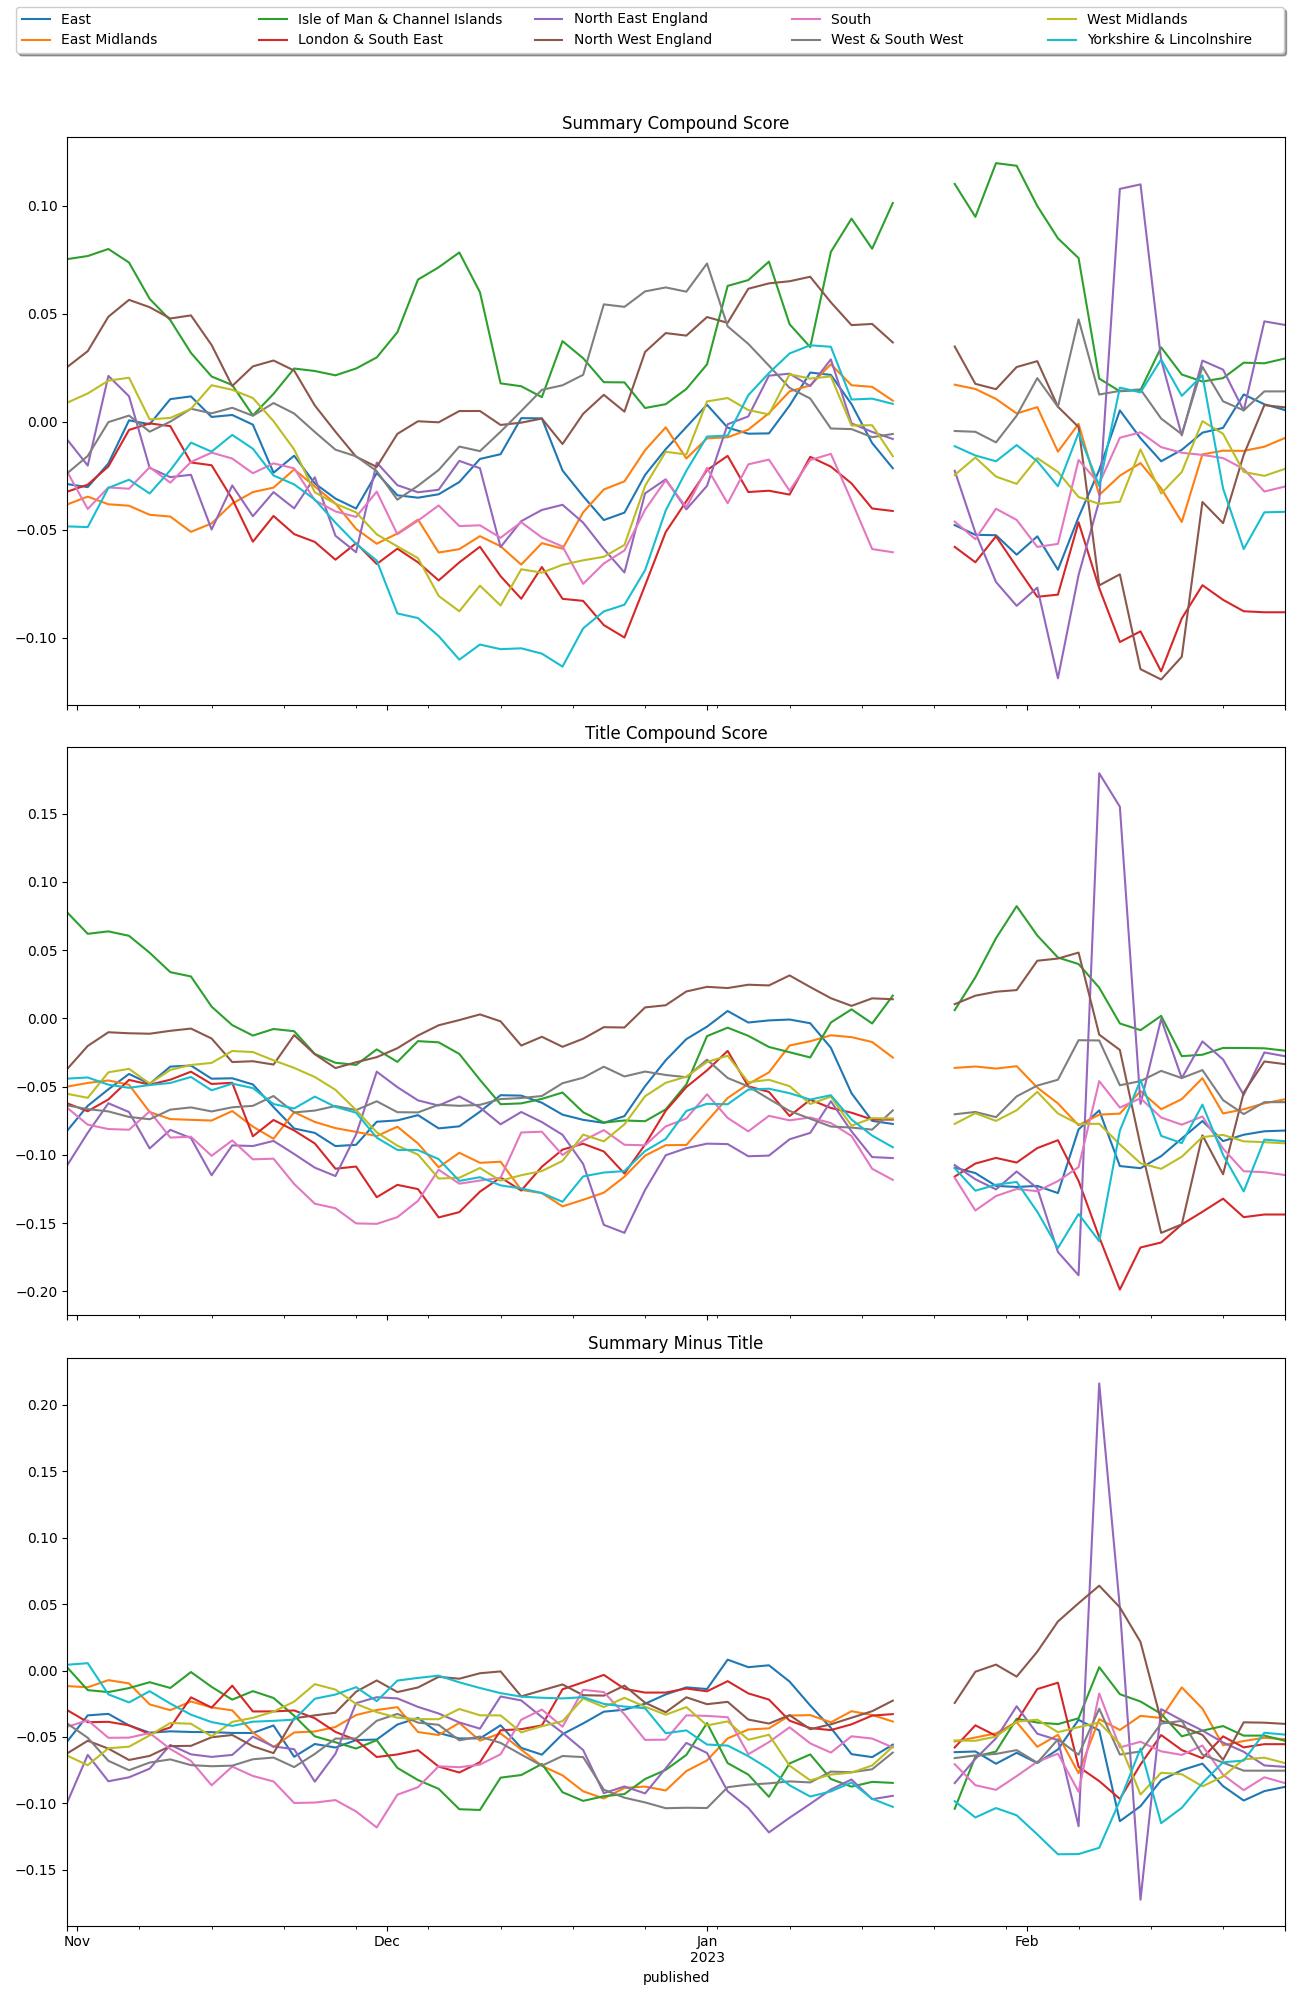 East
East Midlands
Isle of Man & Channel Islands
London & South East
North East England
North West England
South
West & South West
West Midlands
Yorkshire & Lincolnshire
Summary Compound Score
0.10
0.05
0.00
−0.05
−0.10
Title Compound Score
0.15
0.10
0.05
0.00
−0.05
−0.10
−0.15
−0.20
Summary Minus Title
0.20
0.15
0.10
0.05
0.00
−0.05
−0.10
−0.15
Nov Dec Jan Feb
2023
published